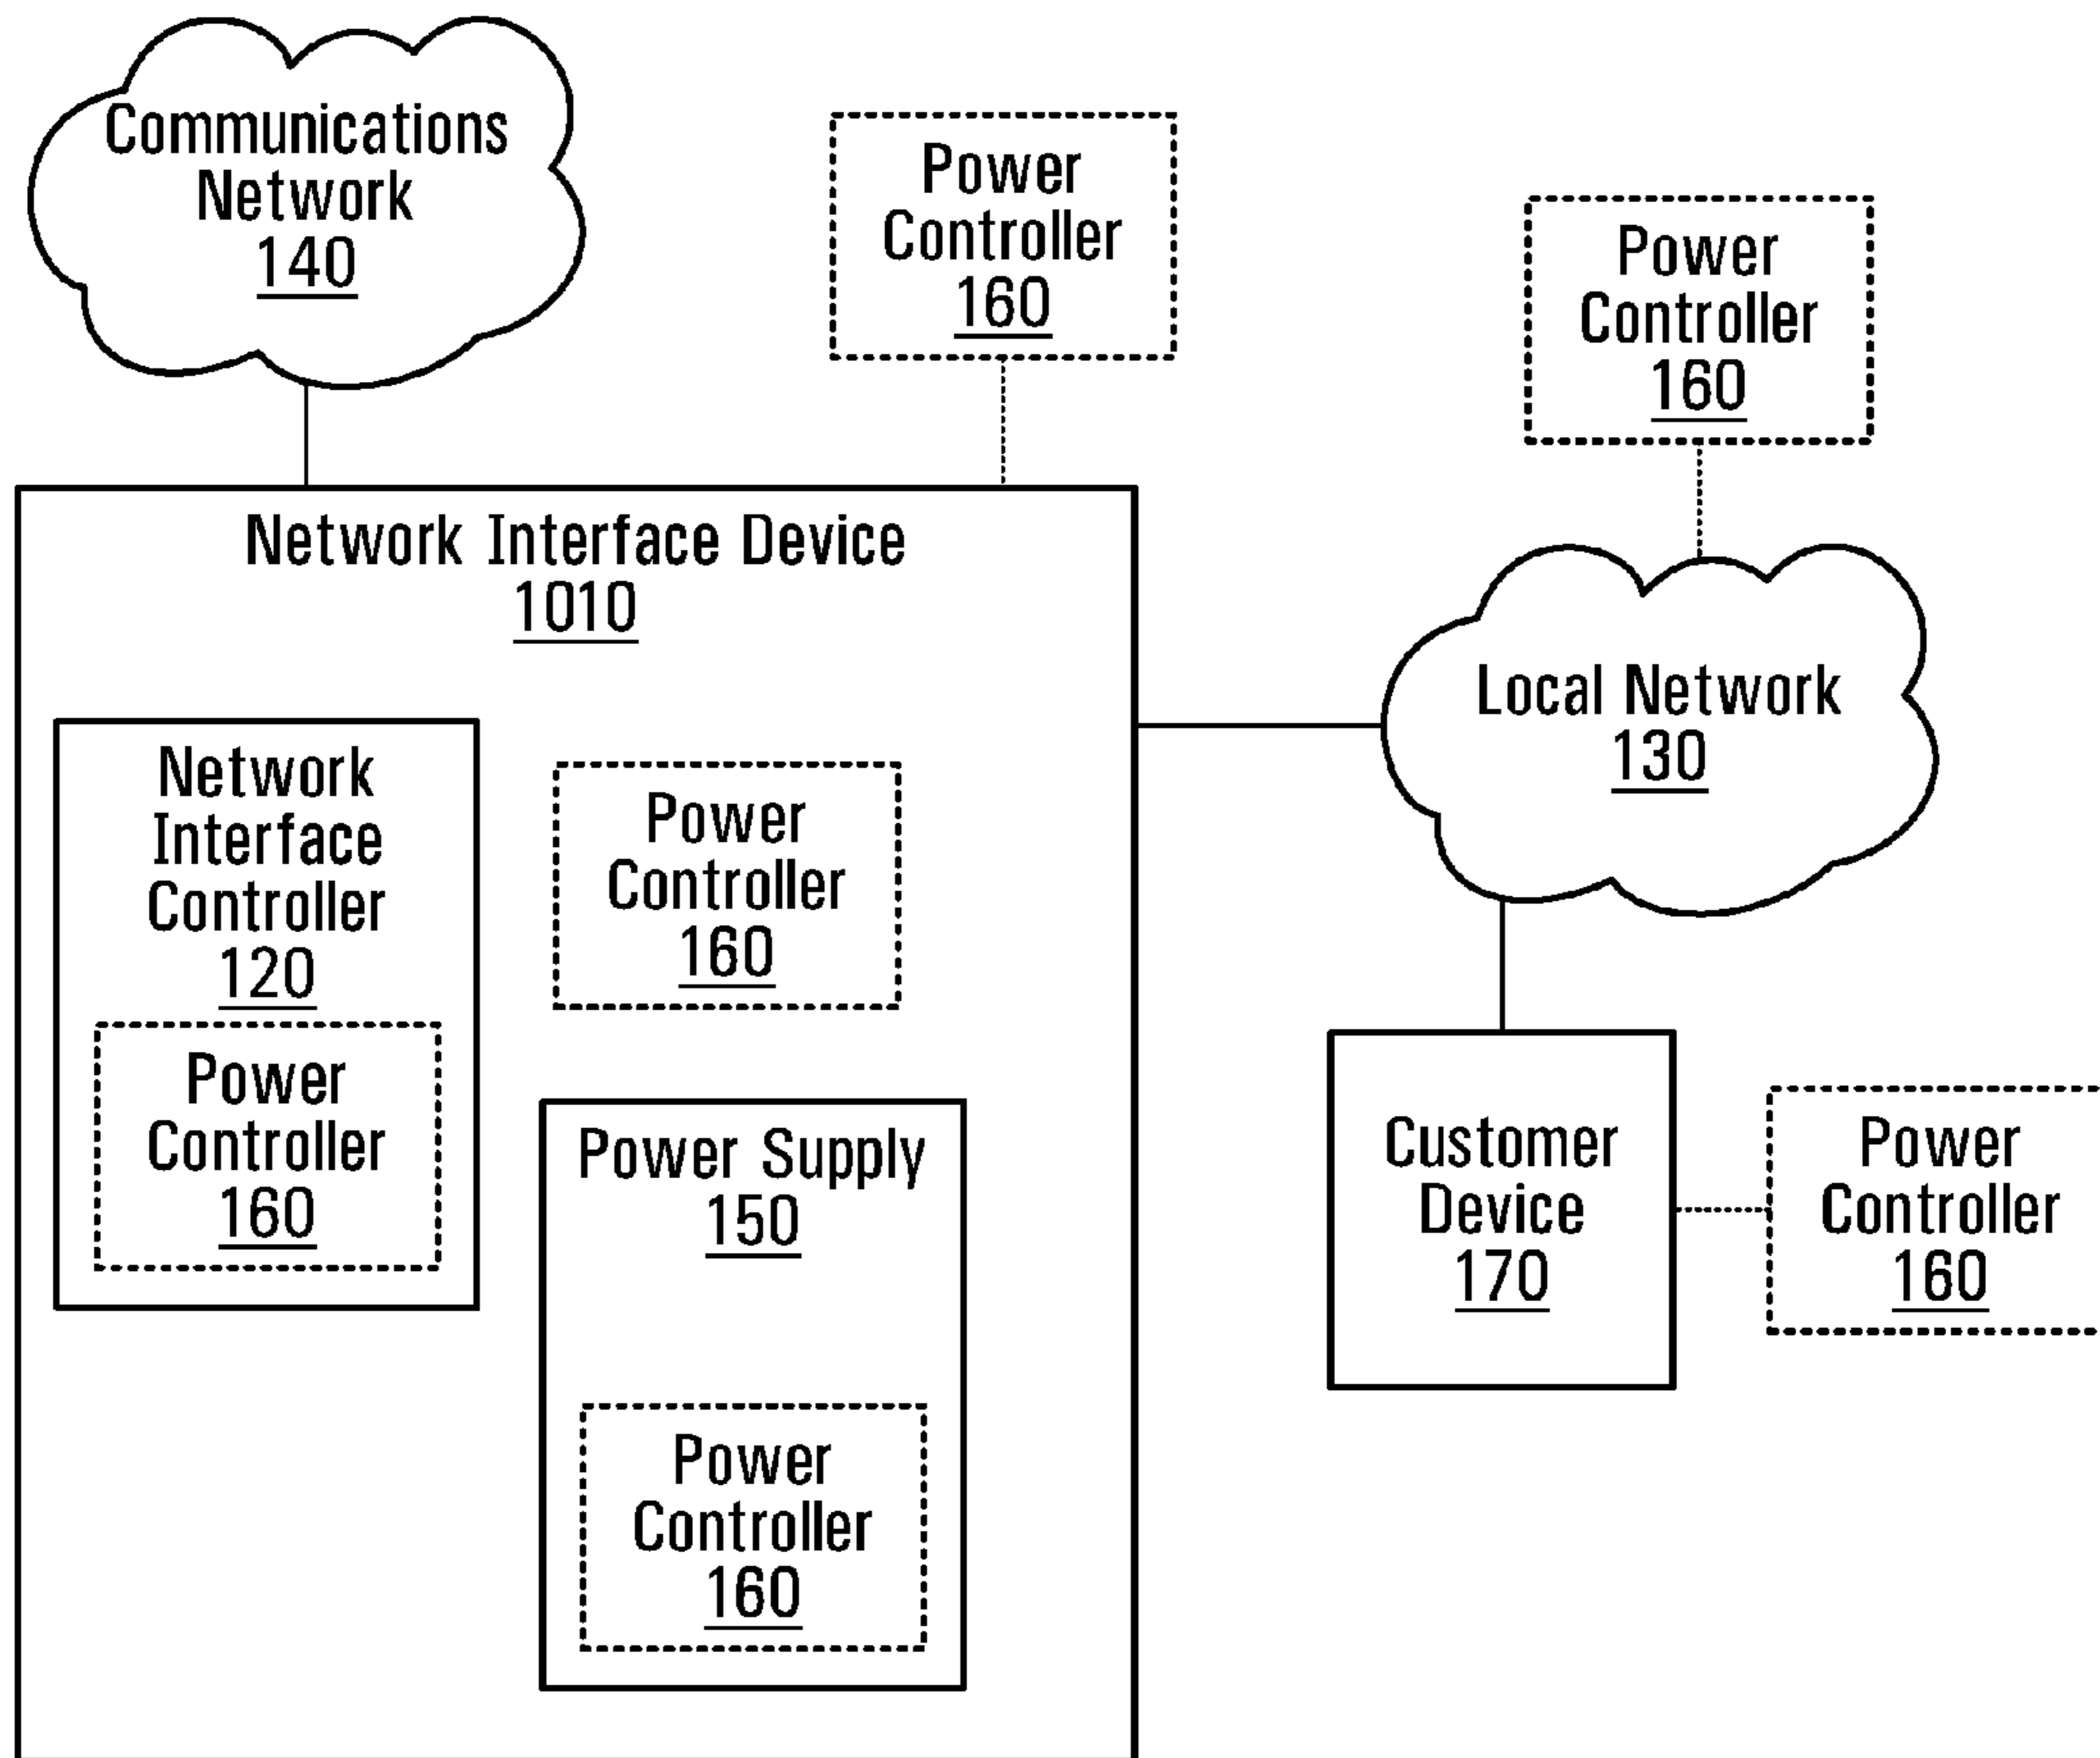 Communications
Network
140
Power
Controller
160
Power
Controller
160
Network Interface Device
1010
Local Network
130
Network
Interface
Controller
120
Power
Controller
160
Power
Controller
160
Power Supply
150
Power
Controller
160
Customer
Device
170
Power
Controller
160